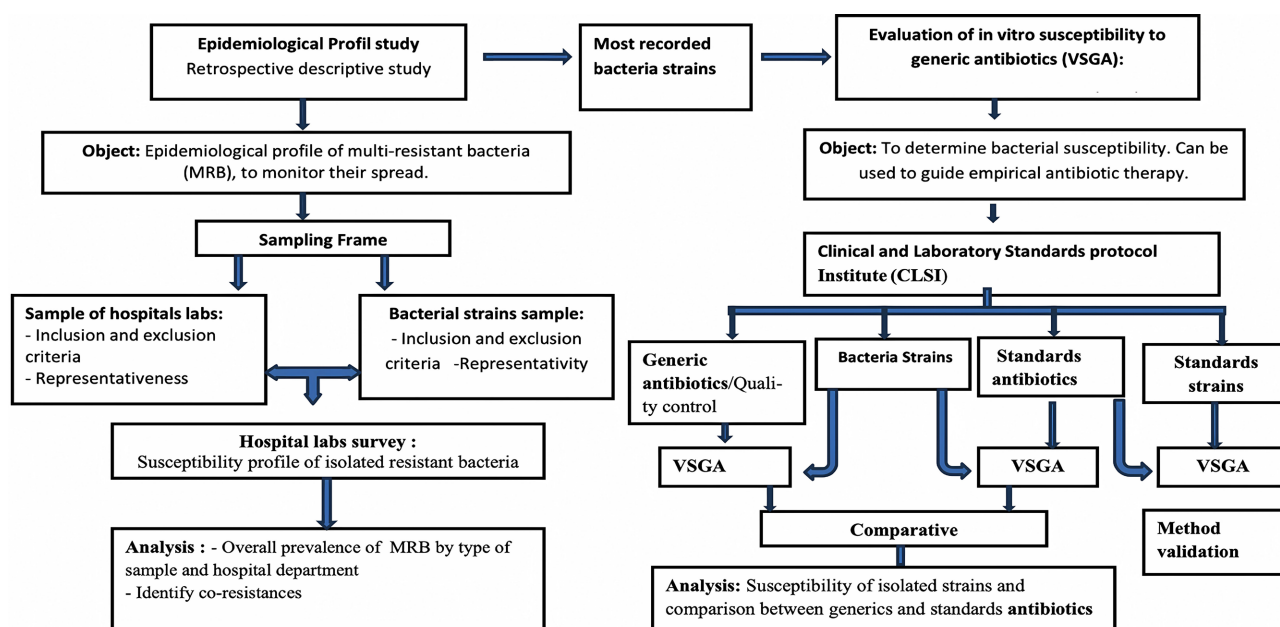 Epidemiological Profil study
Retrospective descriptive study
Most recorded
bacteria strains
Evaluation of in vitro susceptibility to
generic antibiotics (VSGA):
Object: Epidemiological profile of multi-resistant bacteria
(MRB), to monitor their spread.
Object: To determine bacterial susceptibility. Can be
used to guide empirical antibiotic therapy.
Sampling Frame
Clinical and Laboratory Standards protocol
Institute (CLSI)
Sample of hospitals labs:
- Inclusion and exclusion
criteria
- Representativeness
Bacterial strains sample:
- Inclusion and exclusion
criteria -Representativity
Generic
antibiotics/Quali-
ty control
Bacteria Strains
Standards
antibiotics
Standards
strains
Hospital labs survey :
Susceptibility profile of isolated resistant bacteria
VSGA
VSGA
VSGA
Comparative
Method
validation
Analysis : - Overall prevalence of MRB by type of
sample and hospital department
- Identify co-resistances
Analysis: Susceptibility of isolated strains and
comparison between generics and standards antibiotics